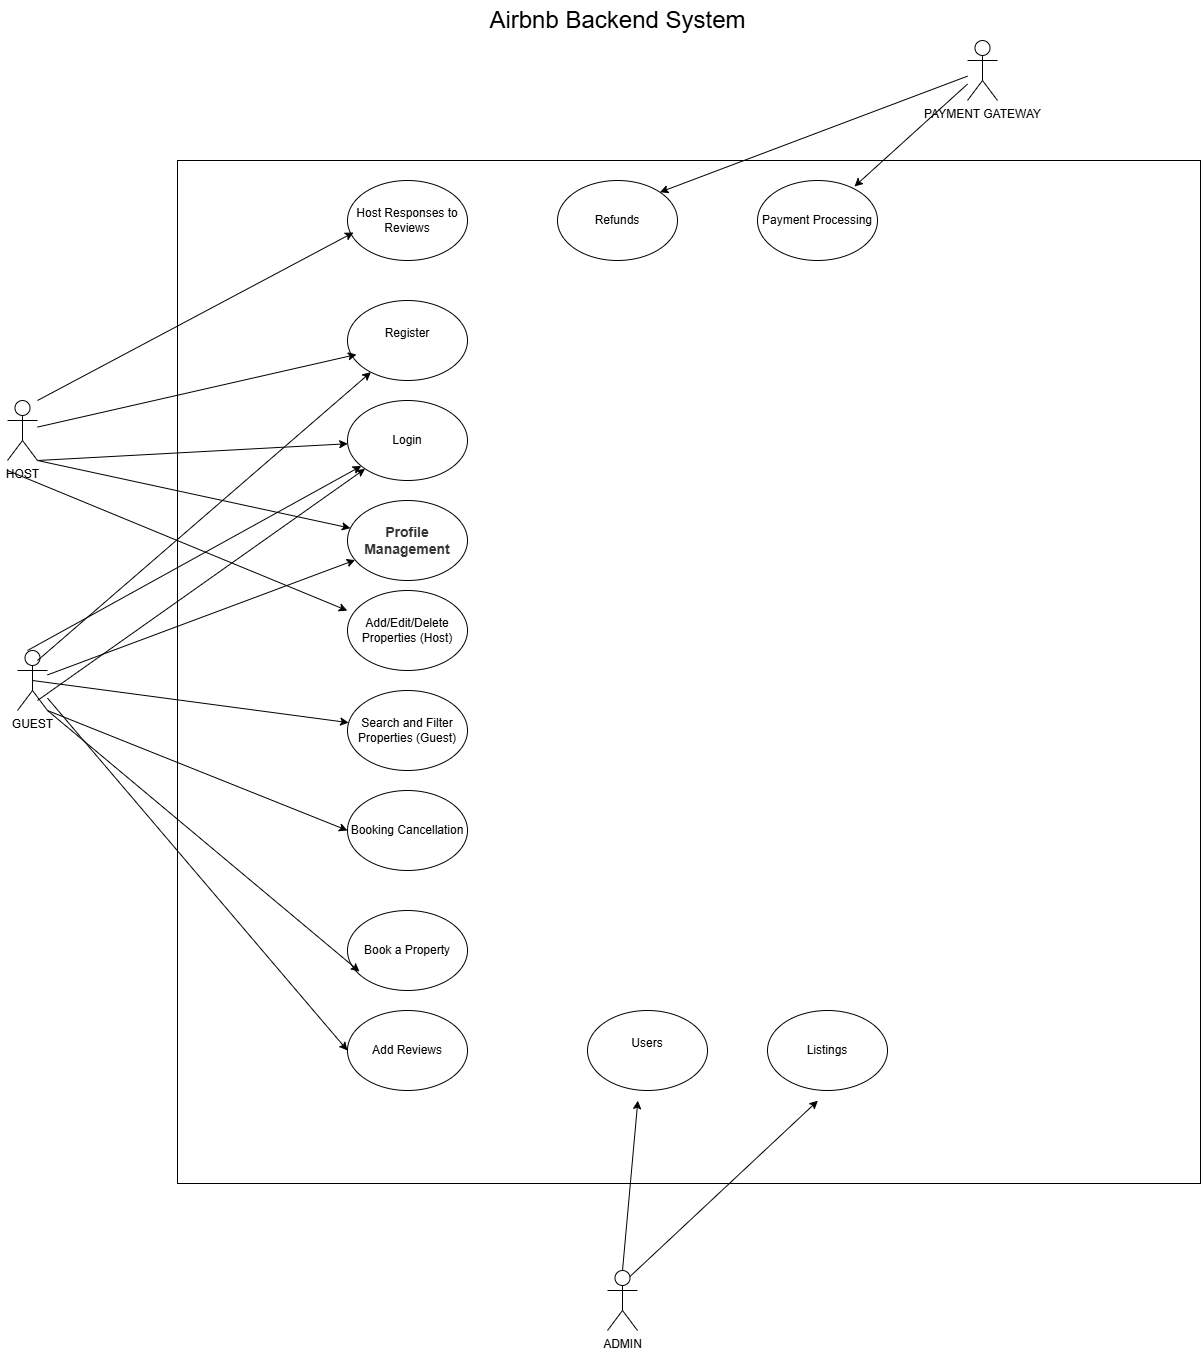 Airbnb Backend System
PAYMENT GATEWAY
Host Responses to
Reviews
Refunds
Payment Processing
Register
Login
HOST
Profile
Management
Add/Edit/Delete
Properties (Host)
GUEST
Search and Filter
Properties (Guest)
Booking Cancellation
Book a Property
Add Reviews
Users
Listings
ADMIN